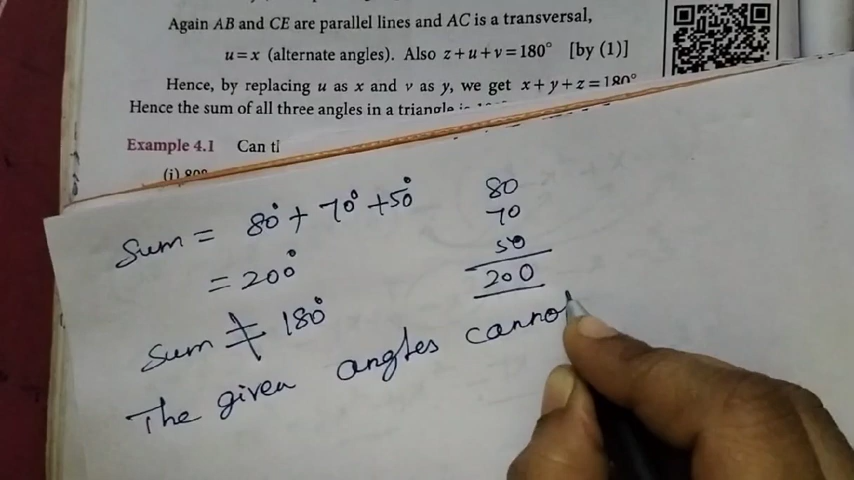 Again AB and CE are parallel lines and AC is a transversal,
u=x (alternate angles). Also z+u+v=180° [by (1)]
Hence, by replacing u as x and v as y, we get x+y+z=180°
Hence the sum of all three angles in a triangle
Example 4.1 Can
(i) 80°
Sum = 80° + 70° + 50°
= 200°
Sum ≠ 180°
80
70
50
200
The given angles canno